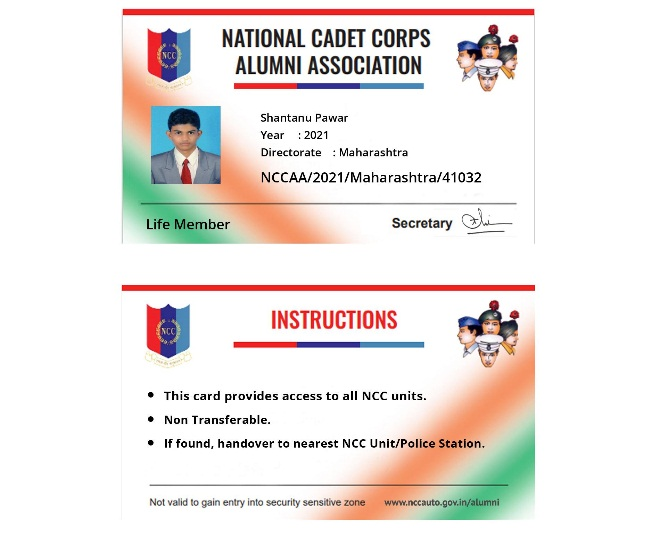 NCC
NATIONAL CADET CORPS
ALUMNI ASSOCIATION
Shantanu Pawar
Year : 2021
Directorate : Maharashtra
NCCAA/2021/Maharashtra/41032
Life Member
Secretary
NCC
INSTRUCTIONS
• This card provides access to all NCC units.
• Non Transferable.
• If found, handover to nearest NCC Unit/Police Station.
Not valid to gain entry into security sensitive zone www.nccauto.gov.in/alumni